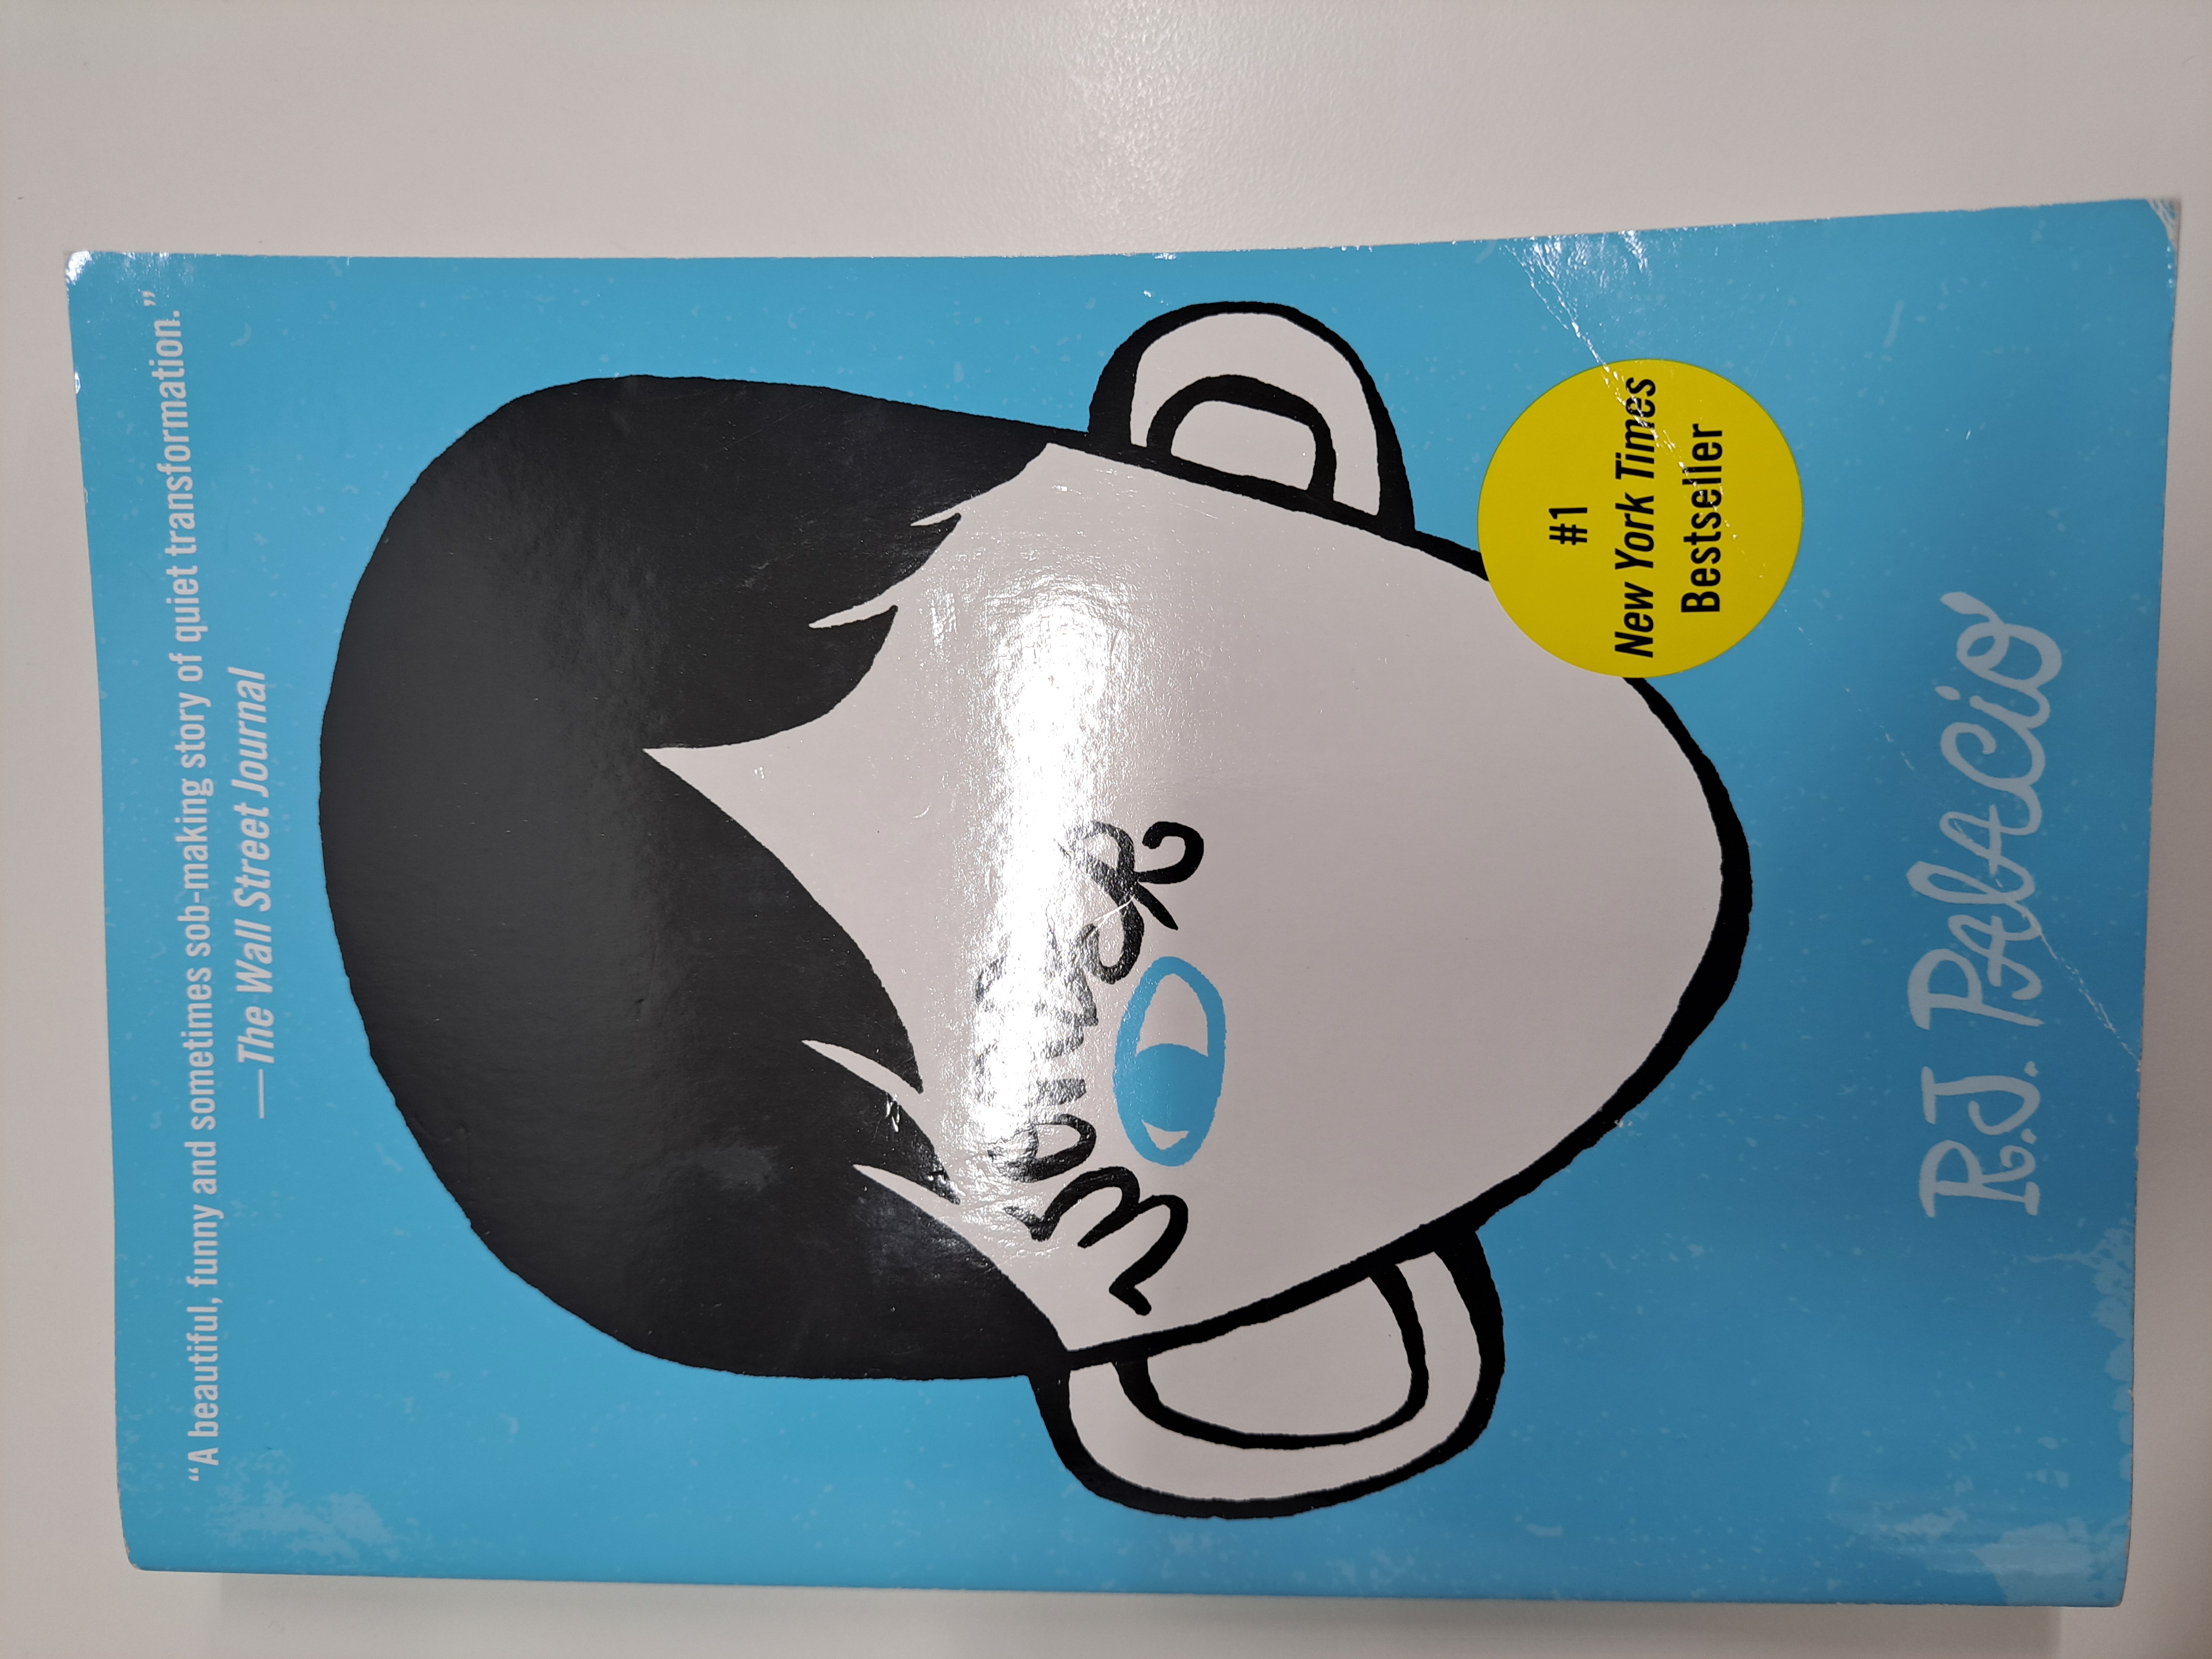 “A beautiful, funny and sometimes sob-making story of quiet transformation.”
—The Wall Street Journal
WONDER
#1
New York Times
Bestseller
R.J. PALACIO